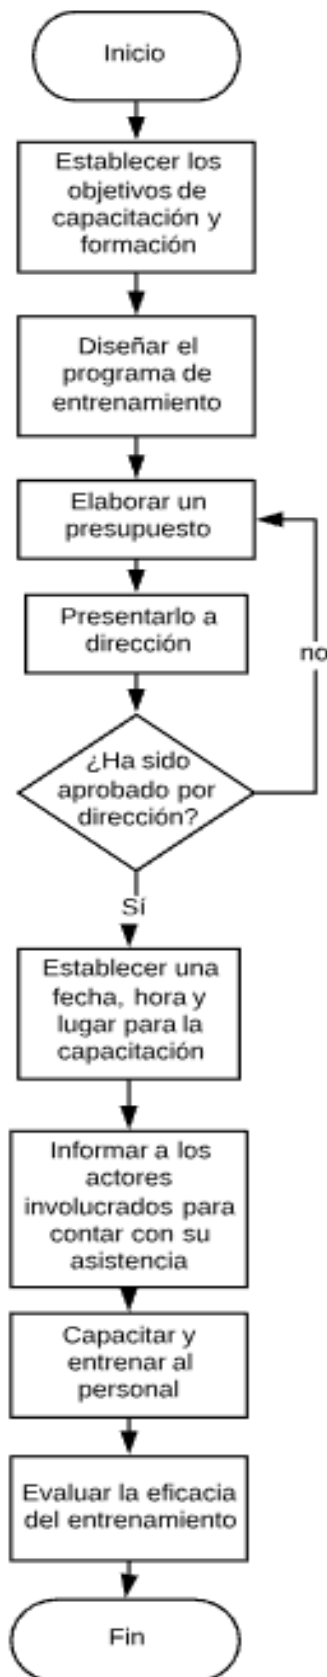 Inicio
Establecer los
objetivos de
capacitación y
formación
Diseñar el
programa de
entrenamiento
Elaborar un
presupuesto
Presentarlo a
dirección
no
¿Ha sido
aprobado por
dirección?
Sí
Establecer una
fecha, hora y
lugar para la
capacitación
Informar a los
actores
involucrados para
contar con su
asistencia
Capacitar y
entrenar al
personal
Evaluar la eficacia
del entrenamiento
Fin